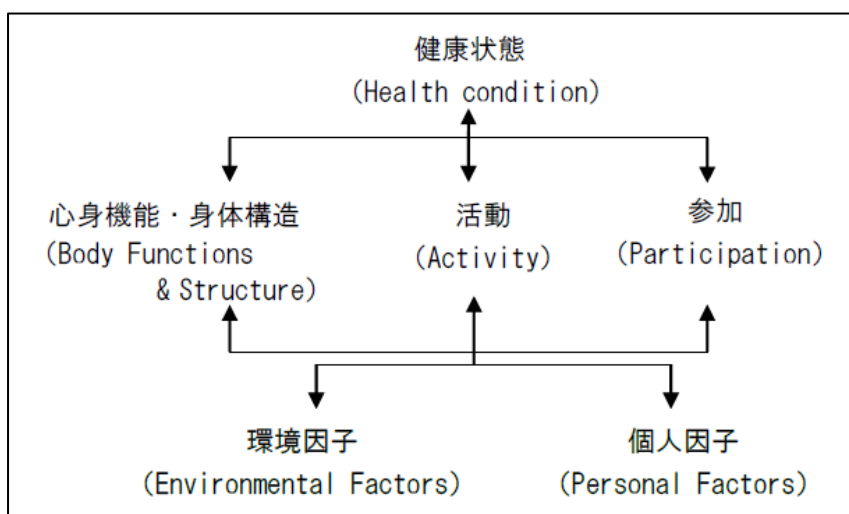 健康状態
(Health condition)
心身機能・身体構造
(Body Functions
& Structure)
活動
(Activity)
参加
(Participation)
環境因子
(Environmental Factors)
個人因子
(Personal Factors)